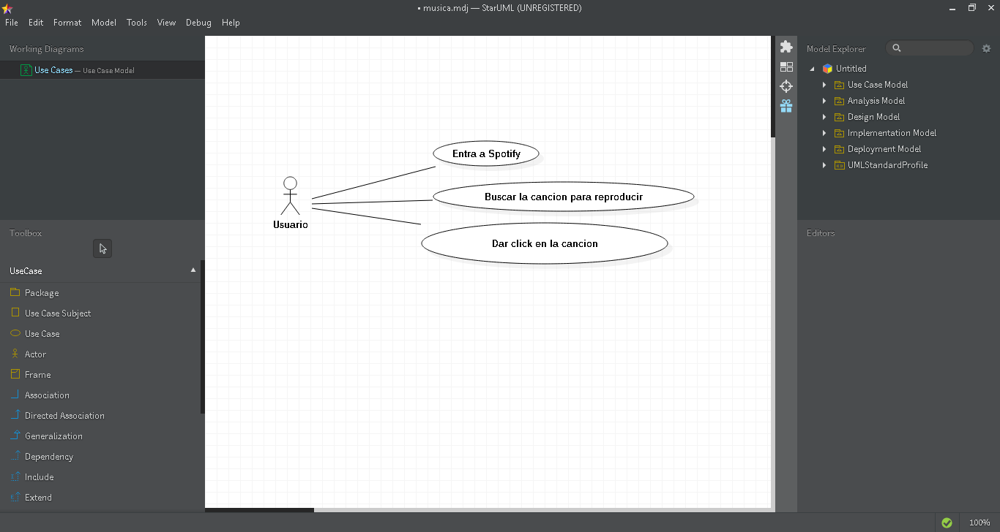 • musica.mdj — StarUML (UNREGISTERED)
File Edit Format Model Tools View Debug Help
Working Diagrams
Use Cases — Use Case Model
Toolbox
UseCase
Package
Use Case Subject
Use Case
Actor
Frame
Association
Directed Association
Generalization
Dependency
Include
Extend
Entra a Spotify
Buscar la cancion para reproducir
Dar click en la cancion
Usuario
Model Explorer
Untitled
Use Case Model
Analysis Model
Design Model
Implementation Model
Deployment Model
UMLStandardProfile
Editors
100%